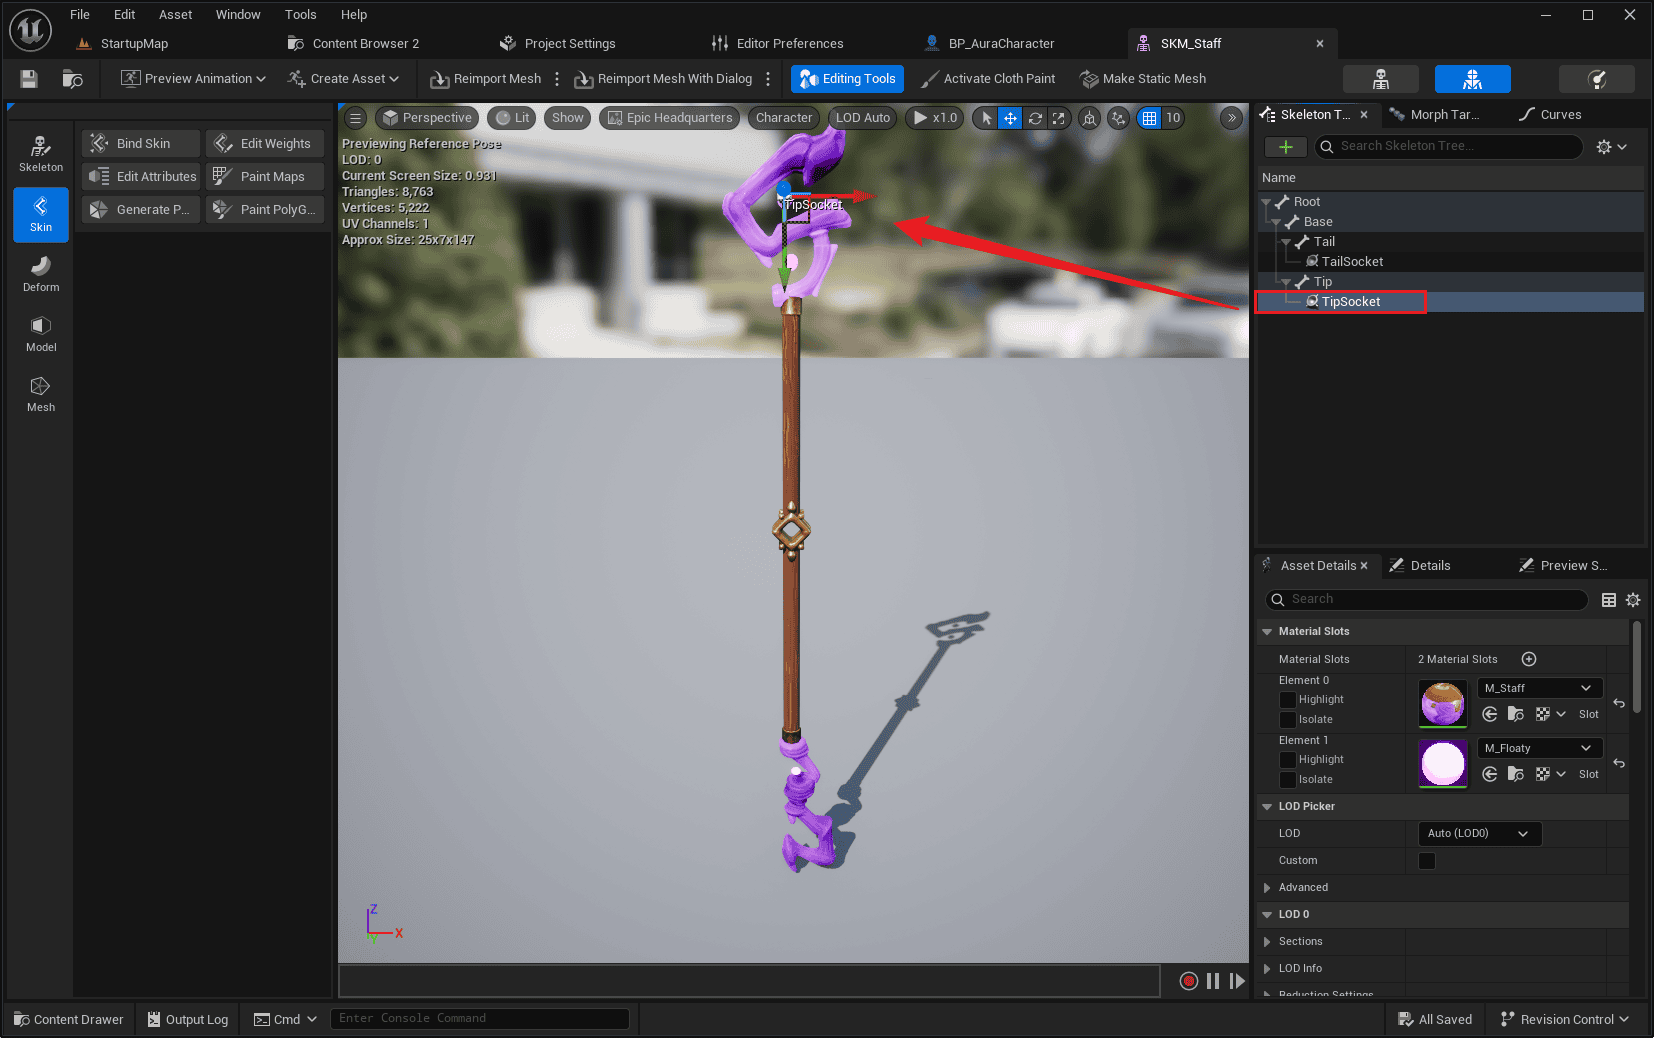 File Edit Asset Window Tools Help
StartupMap Content Browser 2 Project Settings Editor Preferences BP_AuraCharacter SKM_Staff
Preview Animation Create Asset Reimport Mesh Reimport Mesh With Dialog Editing Tools Activate Cloth Paint Make Static Mesh
Skeleton
Skin
Deform
Model
Mesh
Bind Skin Edit Weights
Edit Attributes Paint Maps
Generate P... Paint PolyG...
Perspective Lit Show Epic Headquarters Character LOD Auto x1.0 10
Previewing Reference Pose
LOD: 0
Current Screen Size: 0.931
Triangles: 8,763
Vertices: 5,222
UV Channels: 1
Approx Size: 25x7x147
TipSocket
Z
X
Y
Skeleton T... Morph Tar... Curves
Search Skeleton Tree...
Name
Root
Base
Tail
TailSocket
Tip
TipSocket
Asset Details Details Preview S...
Search
Material Slots
Material Slots 2 Material Slots
Element 0
Highlight
Isolate
M_Staff
Slot
Element 1
Highlight
Isolate
M_Floaty
Slot
LOD Picker
LOD Auto (LOD0)
Custom
Advanced
LOD 0
Sections
LOD Info
Reduction Settings
Content Drawer Output Log Cmd Enter Console Command All Saved Revision Control